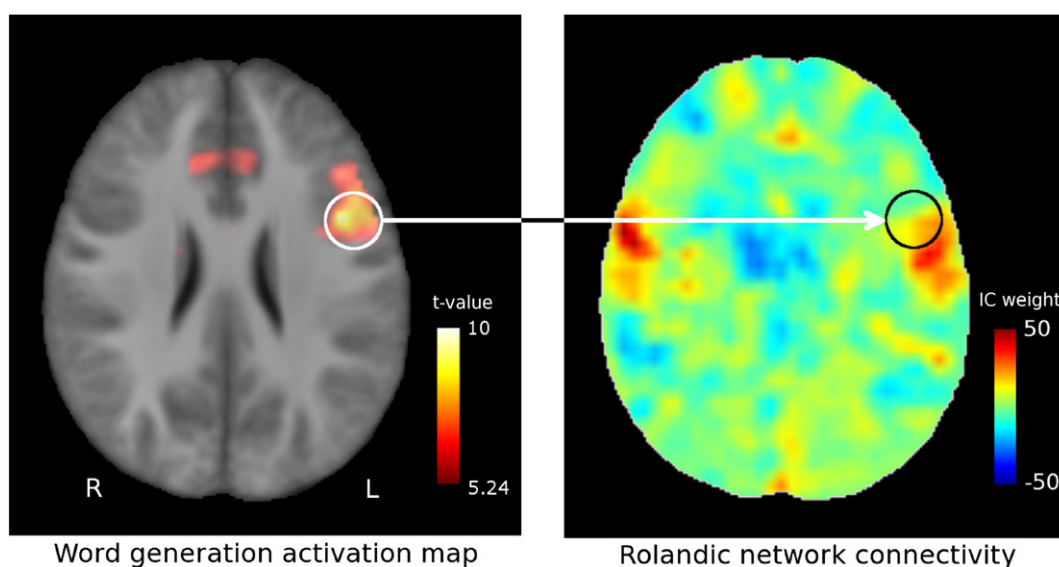 t-value
10
5.24
R
L
Word generation activation map
IC weight
50
-50
Rolandic network connectivity